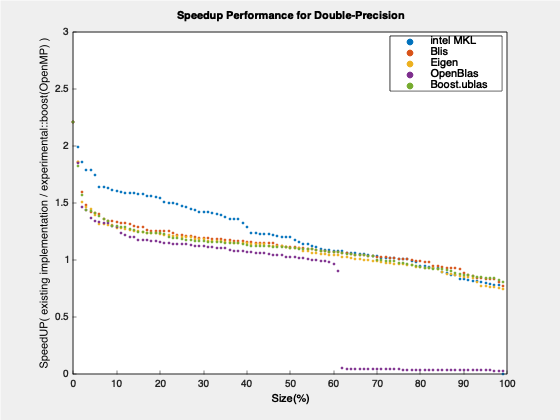 Speedup Performance for Double-Precision
SpeedUP( existing implementation / experimental::boost(OpenMP) )
3
2.5
2
1.5
1
0.5
0
intel MKL
Blis
Eigen
OpenBlas
Boost.ublas
0 10 20 30 40 50 60 70 80 90 100
Size(%)